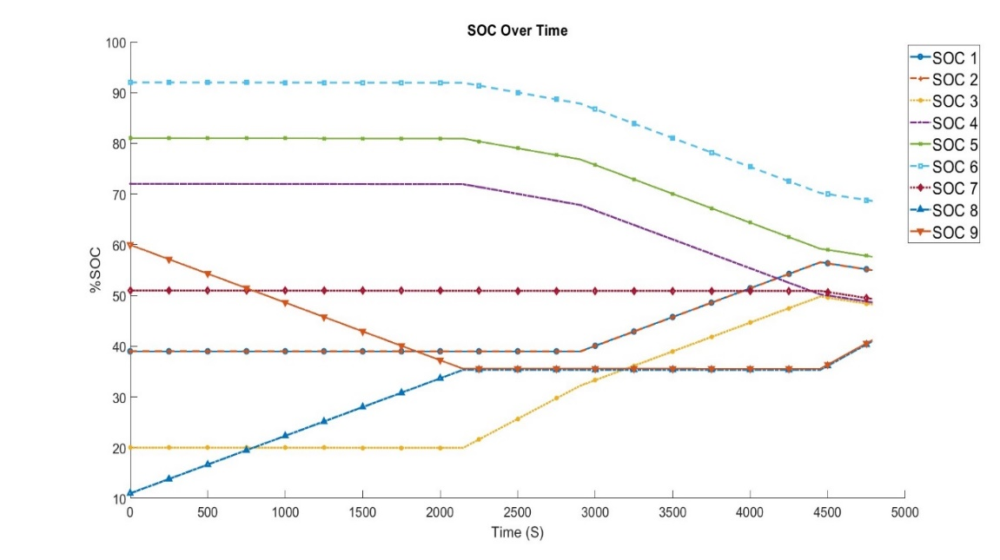 SOC Over Time
100
90
80
70
60
50
40
30
20
10
%SOC
0 500 1000 1500 2000 2500 3000 3500 4000 4500 5000
Time (S)
SOC 1
SOC 2
SOC 3
SOC 4
SOC 5
SOC 6
SOC 7
SOC 8
SOC 9